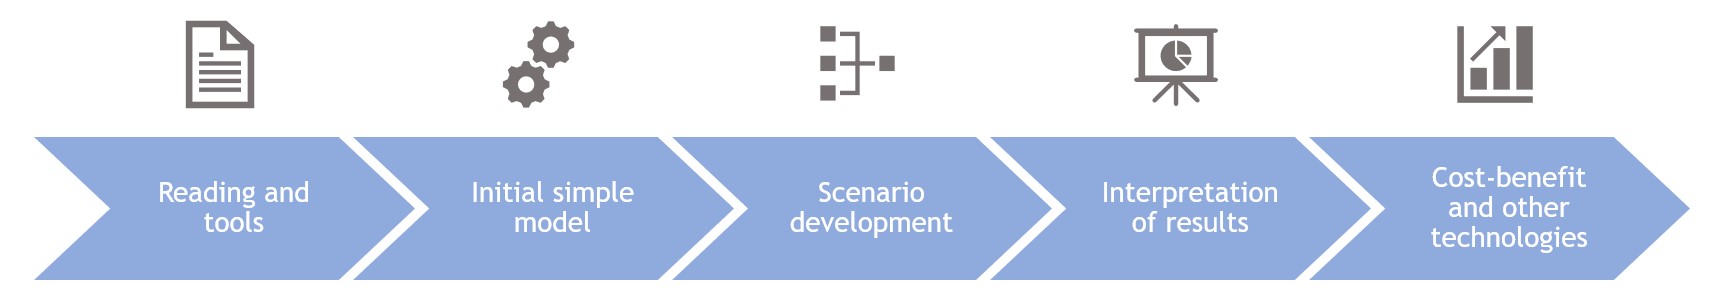 Reading and
tools
Initial simple
model
Scenario
development
Interpretation
of results
Cost-benefit
and other
technologies